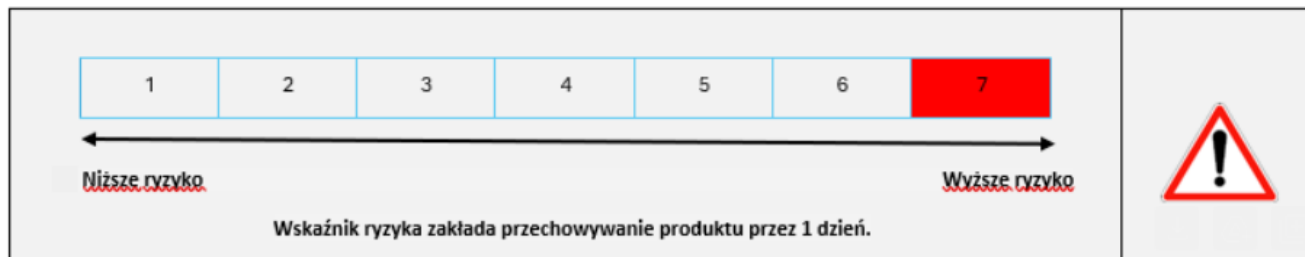 1 2 3 4 5 6 7
Niższe ryzyko Wyższe ryzyko
Wskaźnik ryzyka zakłada przechowywanie produktu przez 1 dzień.